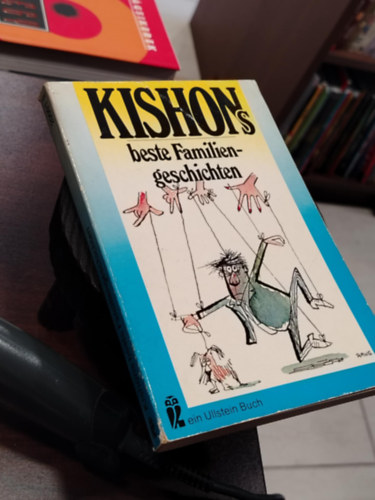 KISHONs
beste Familien-
geschichten
ein Ullstein Buch